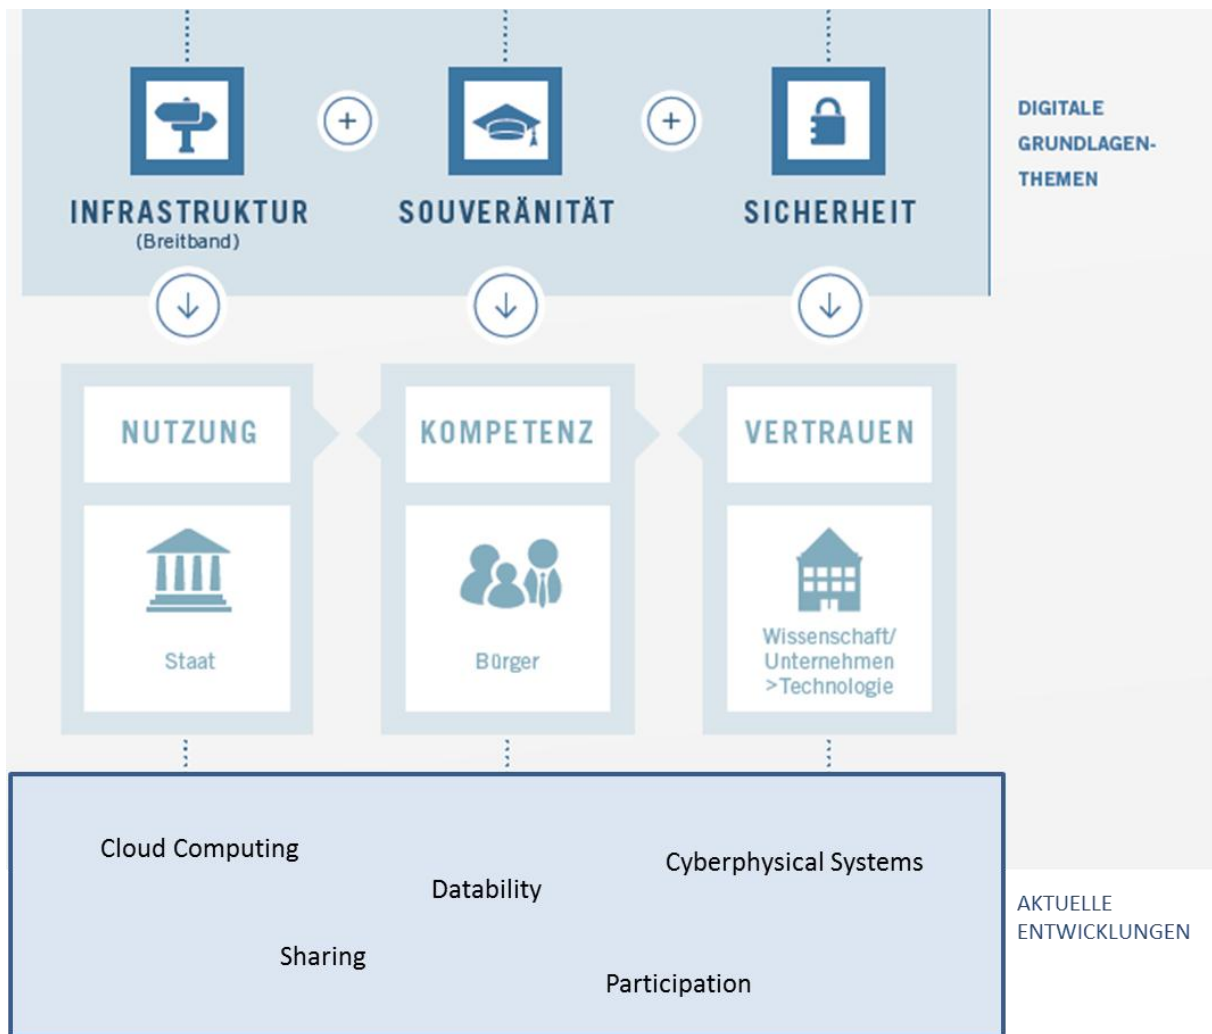 DIGITALE
GRUNDLAGEN-
THEMEN
INFRASTRUKTUR
(Breitband)
SOUVERÄNITÄT
SICHERHEIT
NUTZUNG
KOMPETENZ
VERTRAUEN
Staat
Bürger
Wissenschaft/
Unternehmen
>Technologie
Cloud Computing
Cyberphysical Systems
Datability
Sharing
Participation
AKTUELLE
ENTWICKLUNGEN